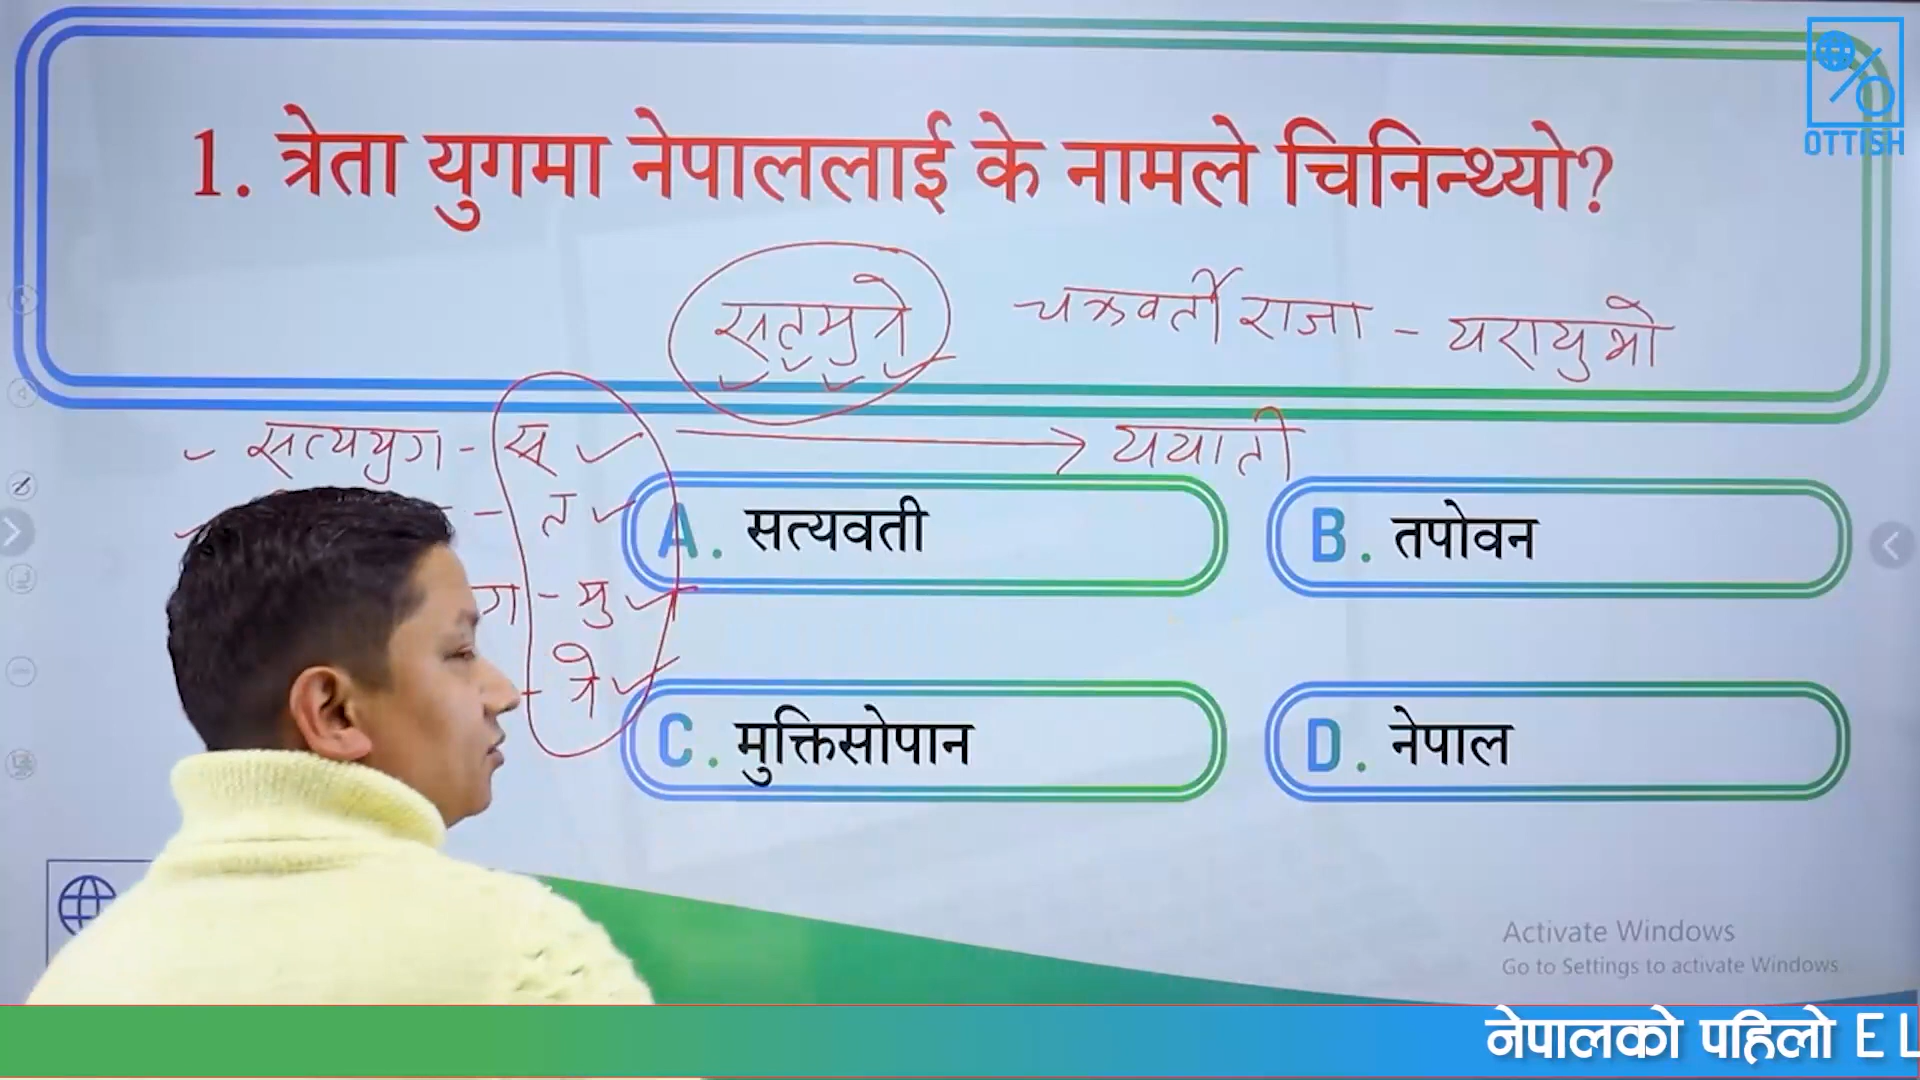 OTTISH
1. त्रेता युगमा नेपाललाई के नामले चिनिन्थ्यो?
सतमुत्रे चक्रवर्ती राजा - यरायुभो
सत्ययुग - स
ययाती
- त
A. सत्यवती
B. तपोवन
ग - मु
- त्रे
C. मुक्तिसोपान
D. नेपाल
Activate Windows
Go to Settings to activate Windows.
नेपालको पहिलो E L